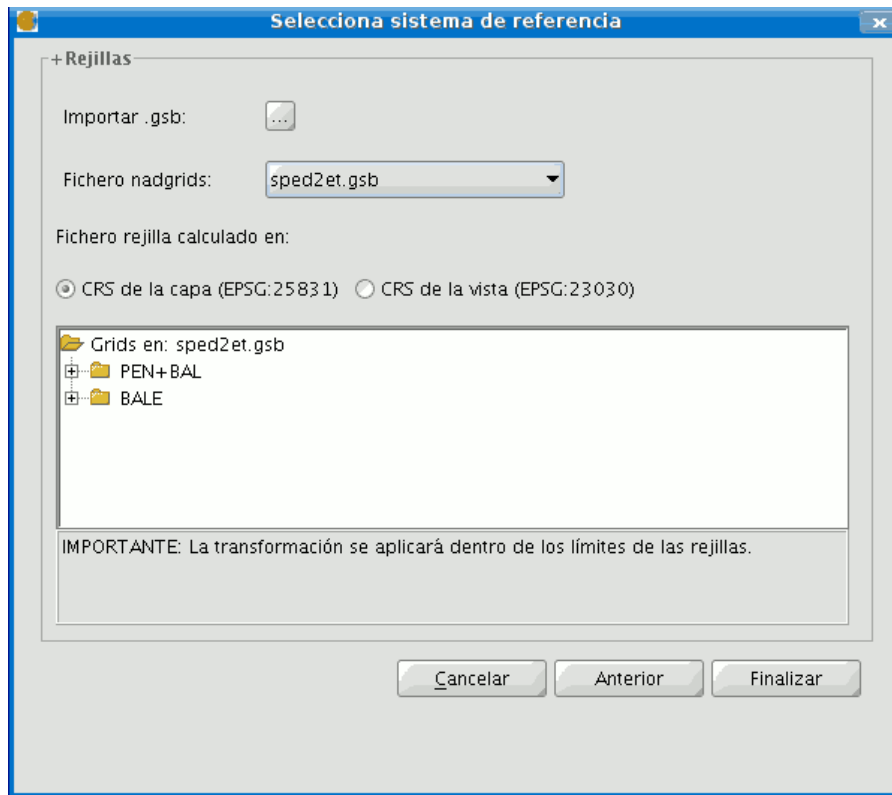 Selecciona sistema de referencia
+Rejillas
Importar .gsb: ...
Fichero nadgrids: sped2et.gsb
Fichero rejilla calculado en:
CRS de la capa (EPSG:25831) CRS de la vista (EPSG:23030)
Grids en: sped2et.gsb
PEN+BAL
BALE
IMPORTANTE: La transformación se aplicará dentro de los límites de las rejillas.
Cancelar Anterior Finalizar